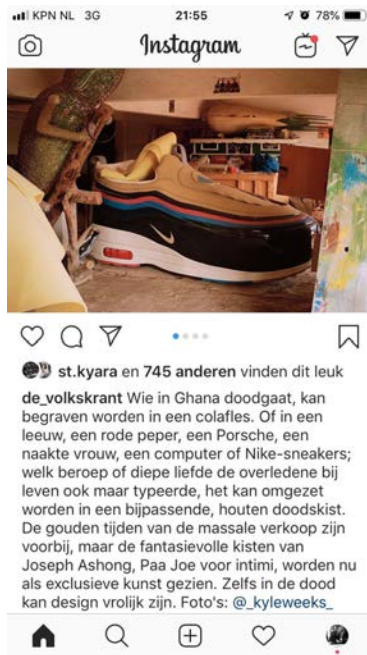 KPN NL 3G 21:55 78%
Instagram
st.kyara en 745 anderen vinden dit leuk
de_volkskrant Wie in Ghana doodgaat, kan
begraven worden in een colafles. Of in een
leeuw, een rode peper, een Porsche, een
naakte vrouw, een computer of Nike-sneakers;
welk beroep of diepe liefde de overledene bij
leven ook maar typeerde, het kan omgezet
worden in een bijpassende, houten doodskist.
De gouden tijden van de massale verkoop zijn
voorbij, maar de fantasievolle kisten van
Joseph Ashong, Paa Joe voor intimi, worden nu
als exclusieve kunst gezien. Zelfs in de dood
kan design vrolijk zijn. Foto's: @_kyleweeks_